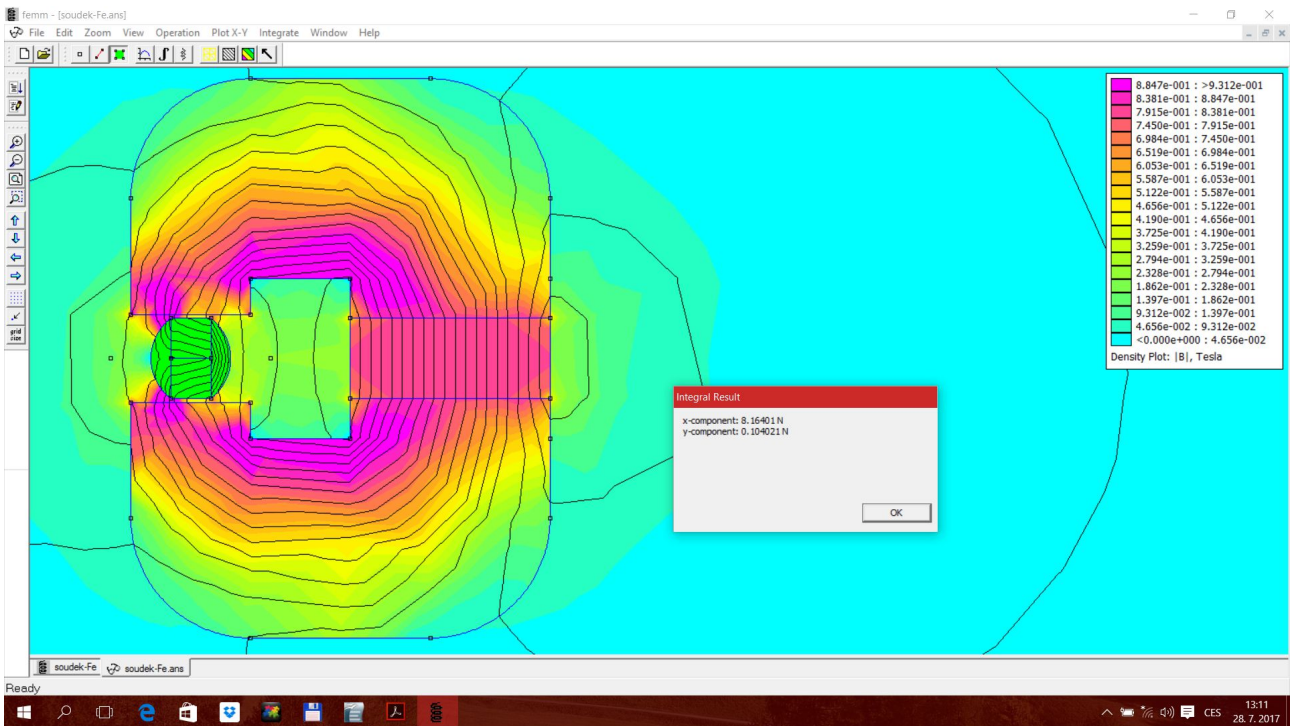 femm - [soudek-Fe.ans]
File Edit Zoom View Operation Plot X-Y Integrate Window Help
8.847e-001 : >9.312e-001
8.381e-001 : 8.847e-001
7.915e-001 : 8.381e-001
7.450e-001 : 7.915e-001
6.984e-001 : 7.450e-001
6.519e-001 : 6.984e-001
6.053e-001 : 6.519e-001
5.587e-001 : 6.053e-001
5.122e-001 : 5.587e-001
4.656e-001 : 5.122e-001
4.190e-001 : 4.656e-001
3.725e-001 : 4.190e-001
3.259e-001 : 3.725e-001
2.794e-001 : 3.259e-001
2.328e-001 : 2.794e-001
1.862e-001 : 2.328e-001
1.397e-001 : 1.862e-001
9.312e-002 : 1.397e-001
4.656e-002 : 9.312e-002
<0.000e+000 : 4.656e-002
Density Plot: |B|, Tesla
grid
size
Integral Result
x-component: 8.16401 N
y-component: 0.104021 N
OK
soudek-Fe soudek-Fe.ans
Ready
CES
13:11
28. 7. 2017